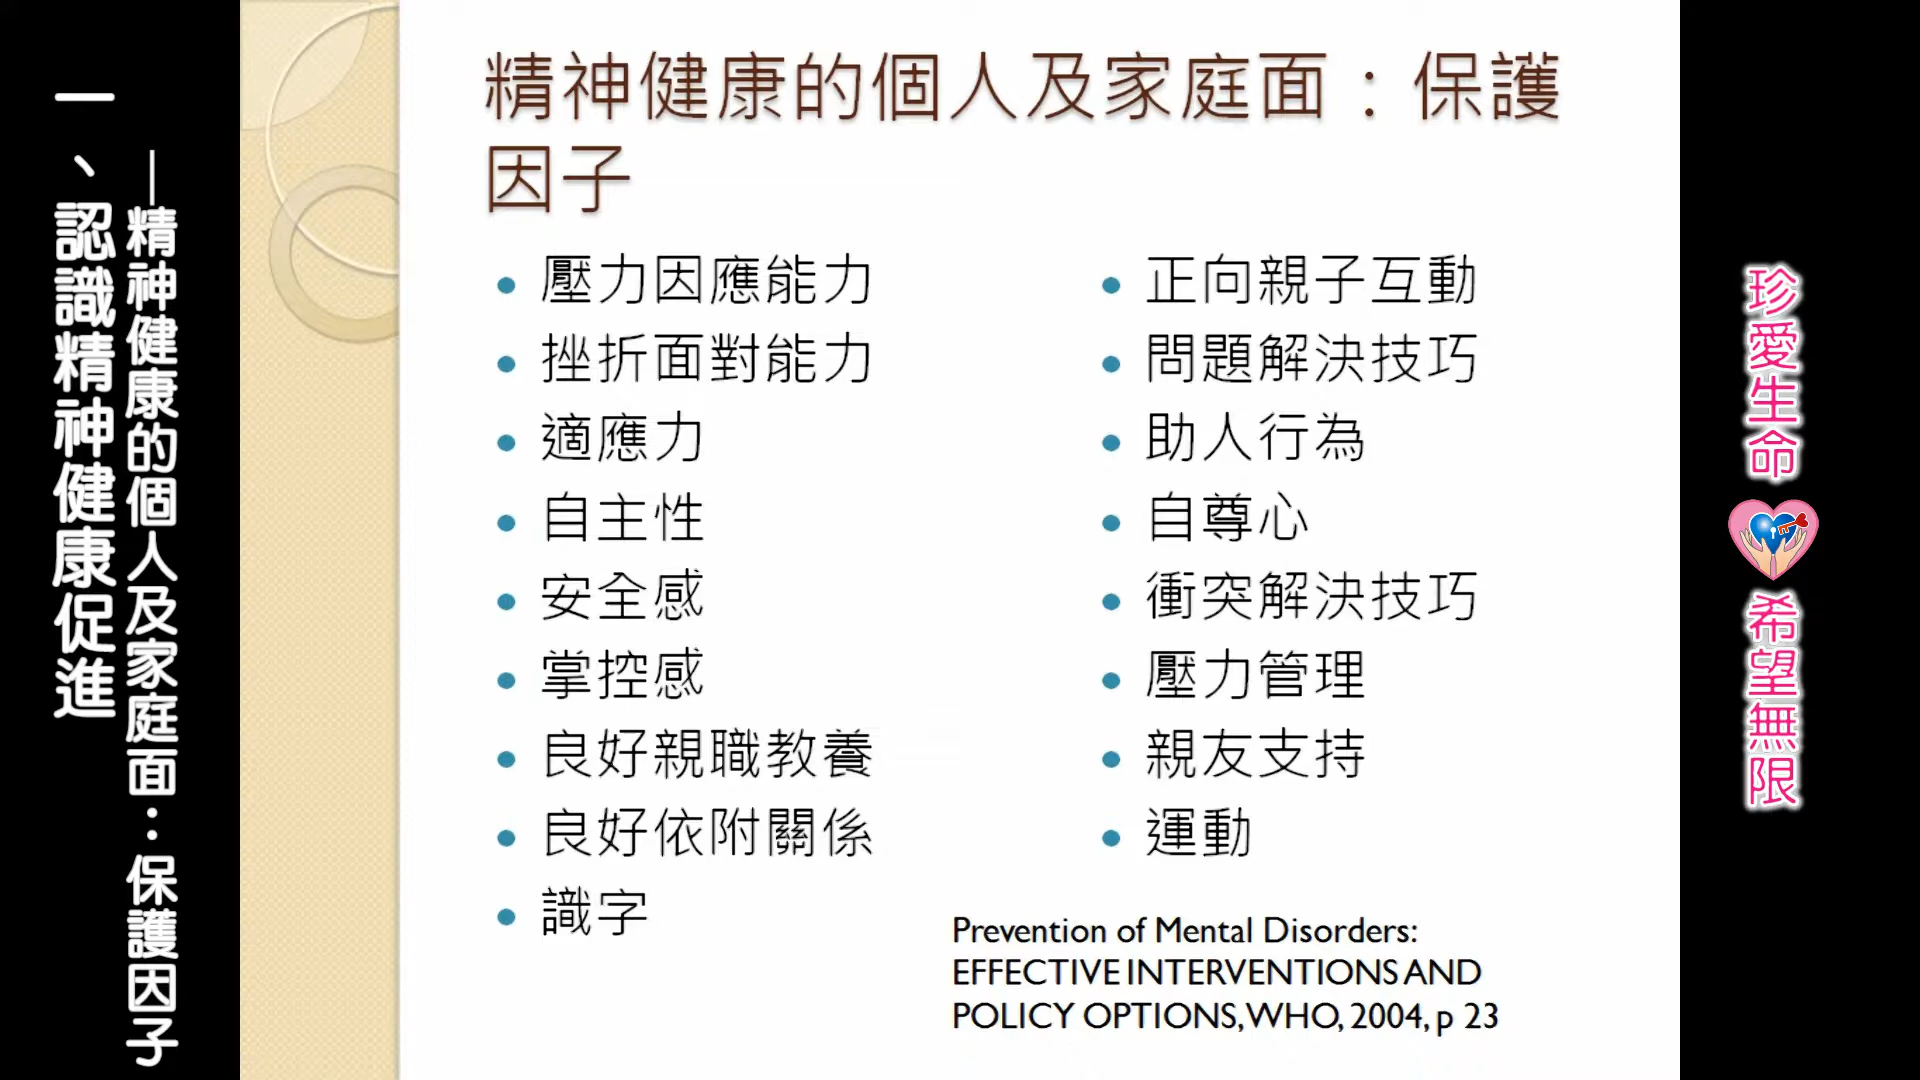 一、認識精神健康促進
—精神健康的個人及家庭面：保護因子
精神健康的個人及家庭面：保護
因子
• 壓力因應能力
• 挫折面對能力
• 適應力
• 自主性
• 安全感
• 掌控感
• 良好親職教養
• 良好依附關係
• 識字
• 正向親子互動
• 問題解決技巧
• 助人行為
• 自尊心
• 衝突解決技巧
• 壓力管理
• 親友支持
• 運動
Prevention of Mental Disorders:
EFFECTIVE INTERVENTIONS AND
POLICY OPTIONS, WHO, 2004, p 23
珍愛生命
希望無限